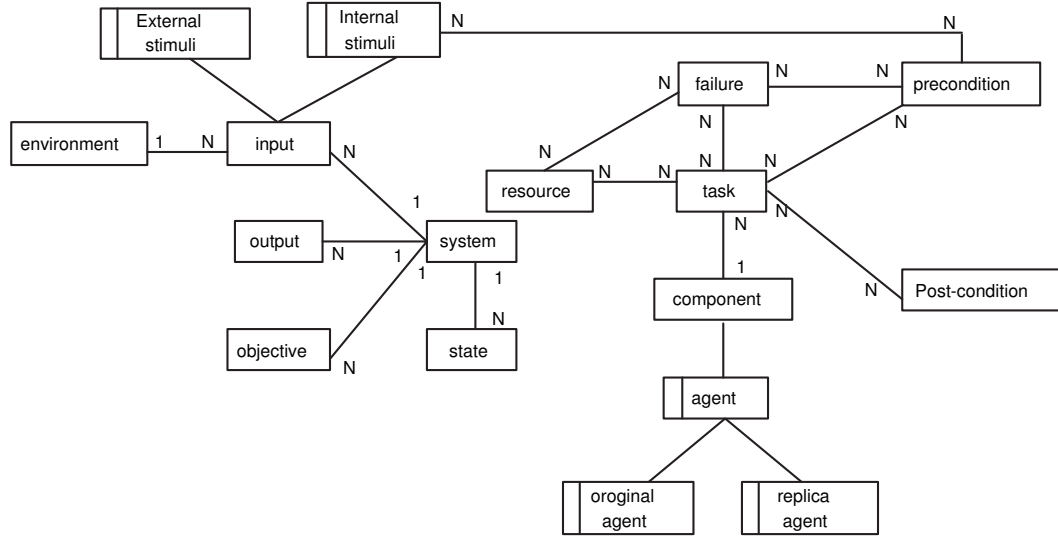 External
stimuli
Internal
stimuli
N
N
failure
N
N
precondition
N
environment
1
N
input
N
N
N
N
N
N
resource
N
N
task
N
N
1
output
N
1
1
system
1
N
1
N
Post-condition
component
objective
N
N
state
agent
oroginal
agent
replica
agent